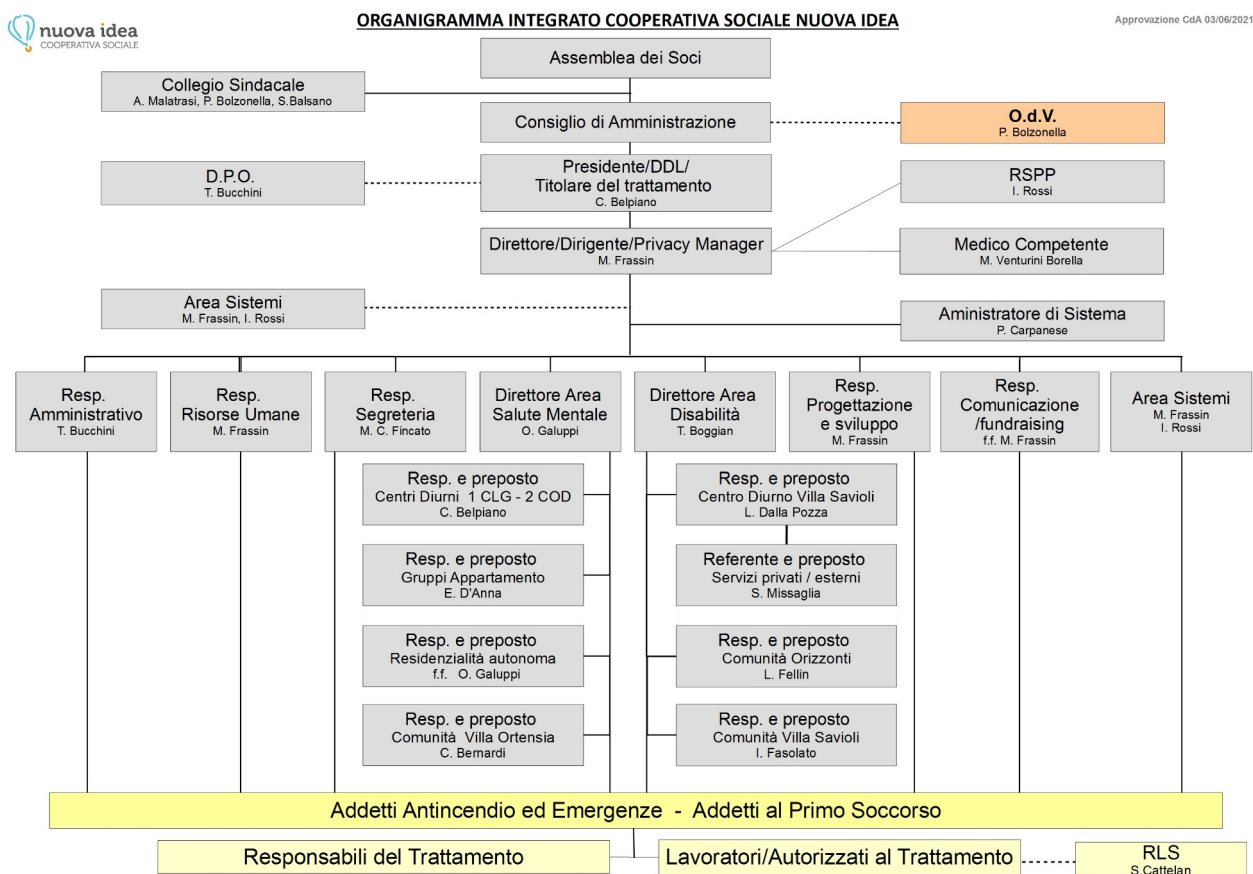 nuova idea
COOPERATIVA SOCIALE
ORGANIGRAMMA INTEGRATO COOPERATIVA SOCIALE NUOVA IDEA
Approvazione CdA 03/06/2021
Assemblea dei Soci
Collegio Sindacale
A. Malatrasi, P. Bolzonella, S.Balsano
Consiglio di Amministrazione
O.d.V.
P. Bolzonella
D.P.O.
T. Bucchini
Presidente/DDL/
Titolare del trattamento
C. Belpiano
RSPP
I. Rossi
Direttore/Dirigente/Privacy Manager
M. Frassin
Medico Competente
M. Venturini Borella
Area Sistemi
M. Frassin, I. Rossi
Aministratore di Sistema
P. Carpanese
Resp.
Amministrativo
T. Bucchini
Resp.
Risorse Umane
M. Frassin
Resp.
Segreteria
M. C. Fincato
Direttore Area
Salute Mentale
O. Galuppi
Direttore Area
Disabilità
T. Boggian
Resp.
Progettazione
e sviluppo
M. Frassin
Resp.
Comunicazione
/fundraising
f.f. M. Frassin
Area Sistemi
M. Frassin
I. Rossi
Resp. e preposto
Centri Diurni 1 CLG - 2 COD
C. Belpiano
Resp. e preposto
Centro Diurno Villa Savioli
L. Dalla Pozza
Resp. e preposto
Gruppi Appartamento
E. D'Anna
Referente e preposto
Servizi privati / esterni
S. Missaglia
Resp. e preposto
Residenzialità autonoma
f.f. O. Galuppi
Resp. e preposto
Comunità Orizzonti
L. Fellin
Resp. e preposto
Comunità Villa Ortensia
C. Bernardi
Resp. e preposto
Comunità Villa Savioli
I. Fasolato
Addetti Antincendio ed Emergenze - Addetti al Primo Soccorso
Responsabili del Trattamento
Lavoratori/Autorizzati al Trattamento
RLS
S.Cattelan